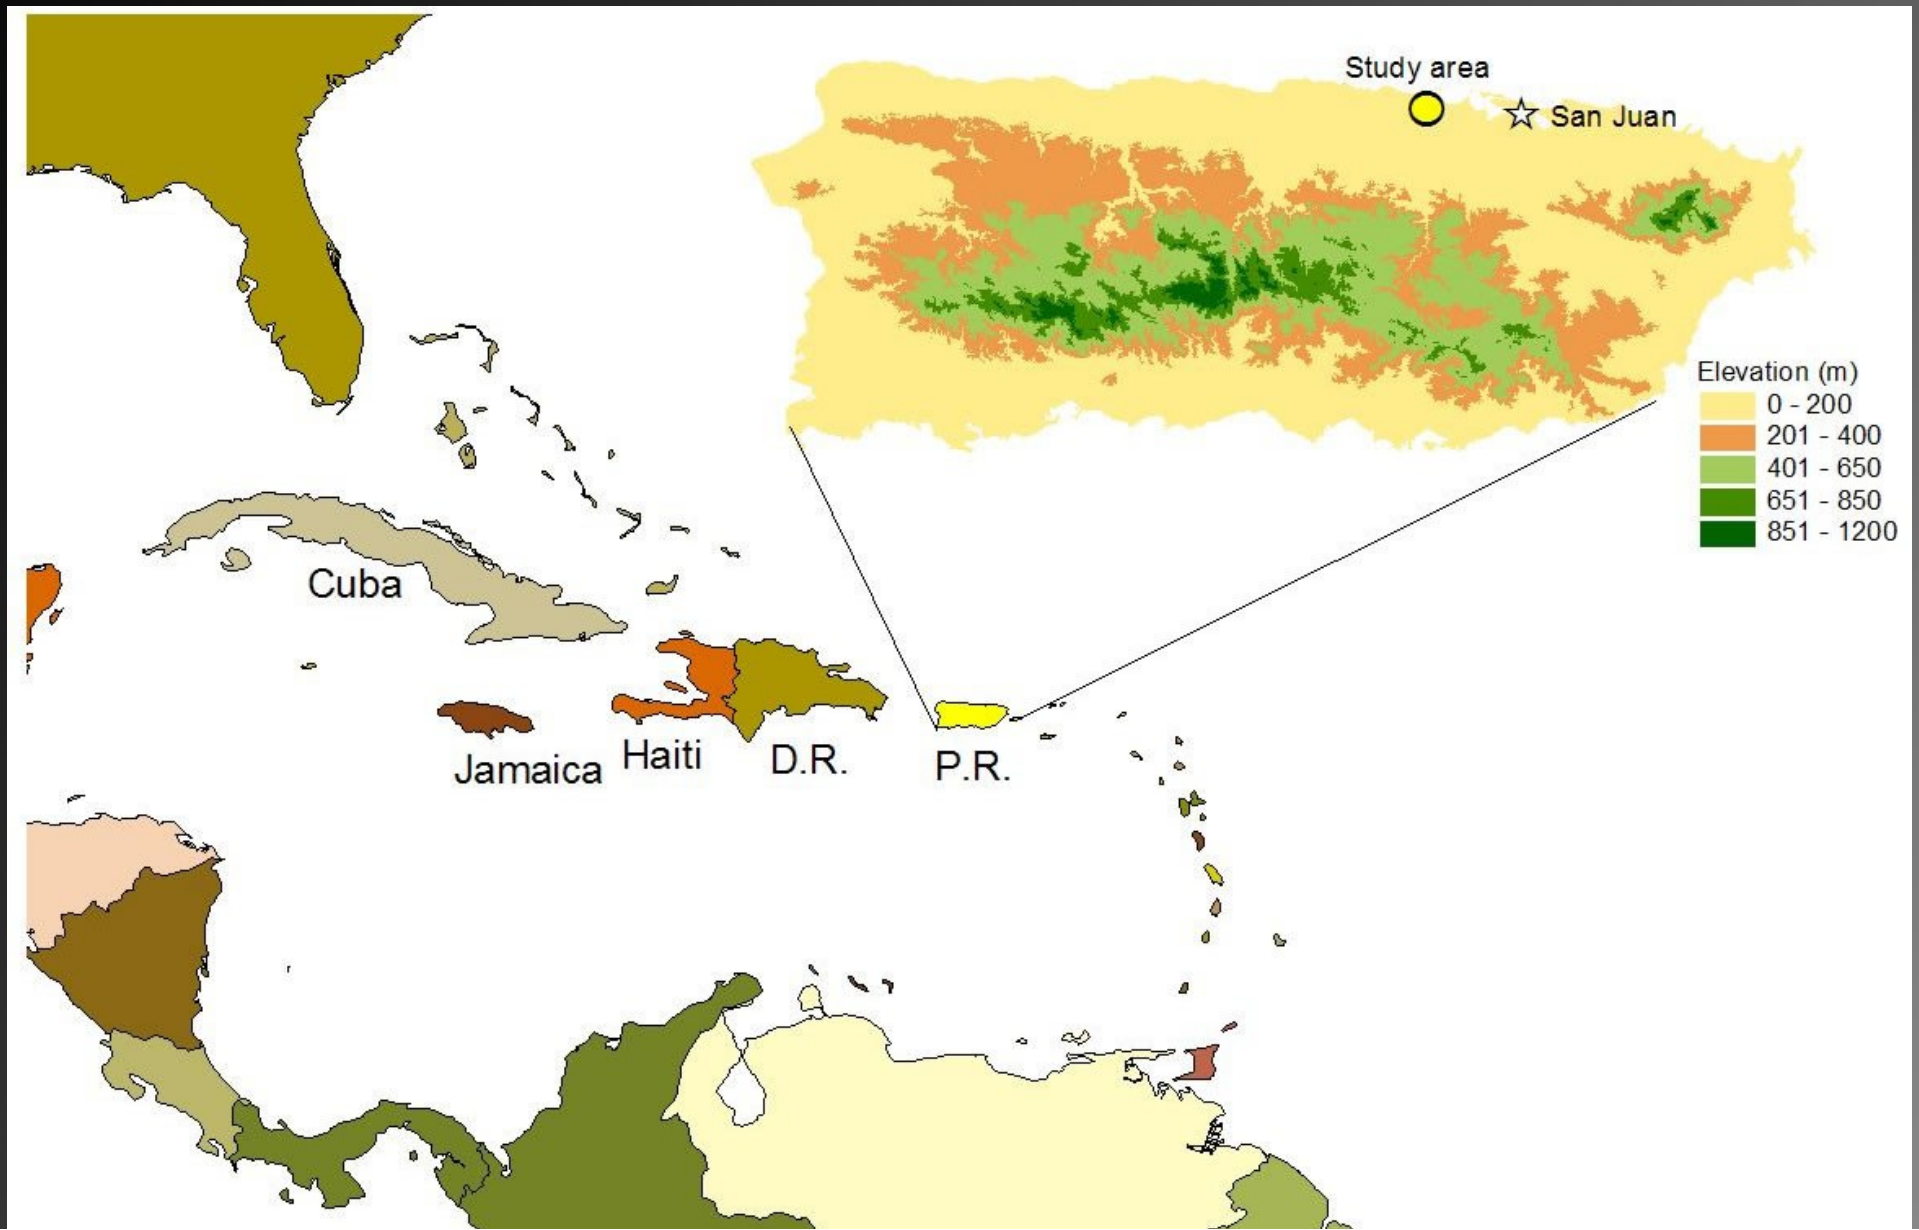 Study area
San Juan
Elevation (m)
0 - 200
201 - 400
401 - 650
651 - 850
851 - 1200
Cuba
Jamaica
Haiti
D.R.
P.R.